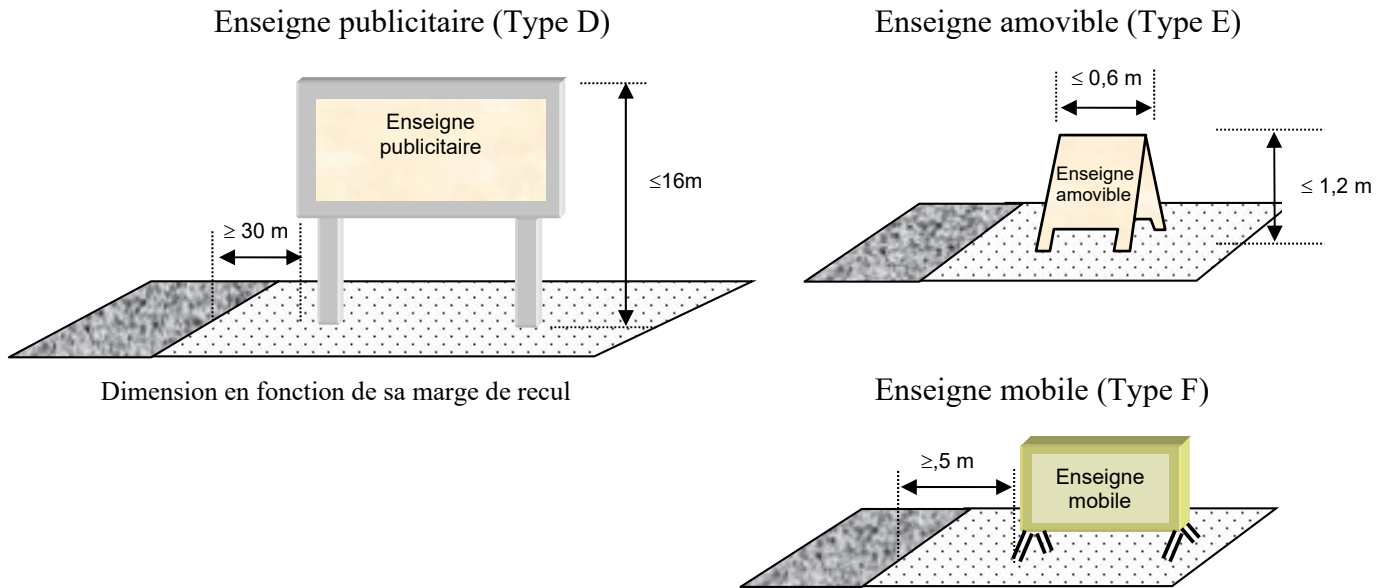 Enseigne publicitaire (Type D)
Enseigne
publicitaire
≤16m
≥ 30 m
Dimension en fonction de sa marge de recul
Enseigne amovible (Type E)
≤ 0,6 m
Enseigne
amovible
≤ 1,2 m
Enseigne mobile (Type F)
≥,5 m
Enseigne
mobile